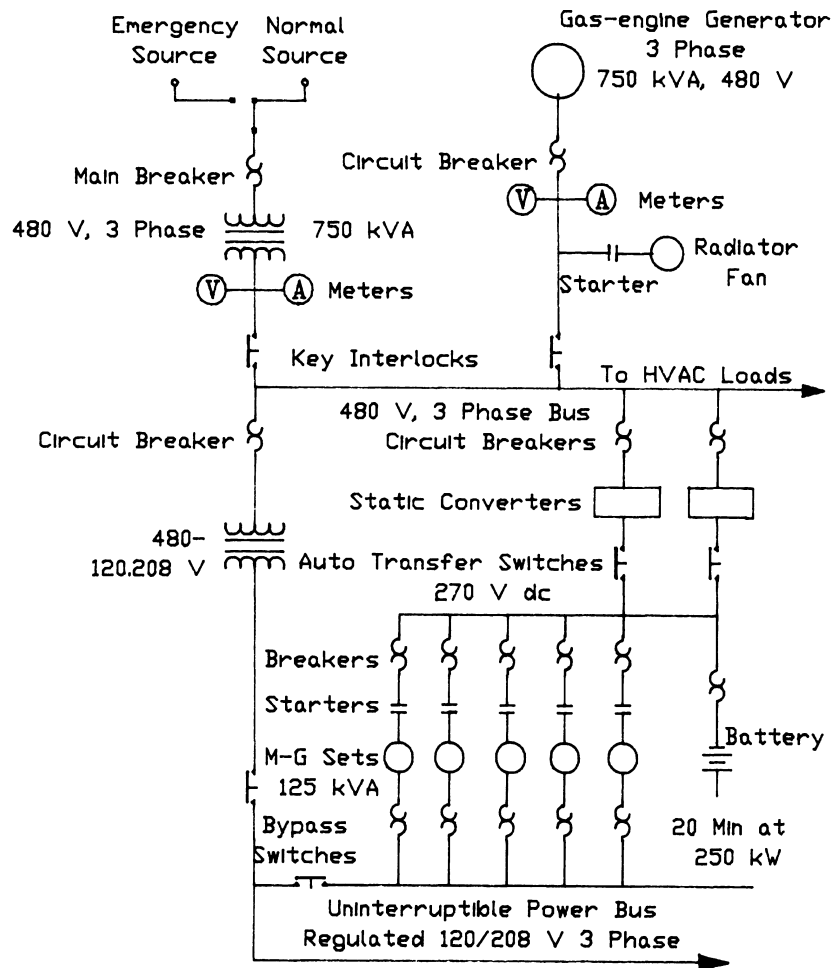 Emergency Source
Normal Source
Gas-engine Generator
3 Phase
750 kVA, 480 V
Main Breaker
Circuit Breaker
V A Meters
480 V, 3 Phase
750 kVA
Radiator Fan
Starter
V A Meters
Key Interlocks
To HVAC Loads
480 V, 3 Phase Bus
Circuit Breaker
Circuit Breakers
Static Converters
480-
120.208 V
Auto Transfer Switches
270 V dc
Breakers
Starters
M-G Sets
125 kVA
Battery
20 Min at
250 kW
Bypass
Switches
Uninterruptible Power Bus
Regulated 120/208 V 3 Phase